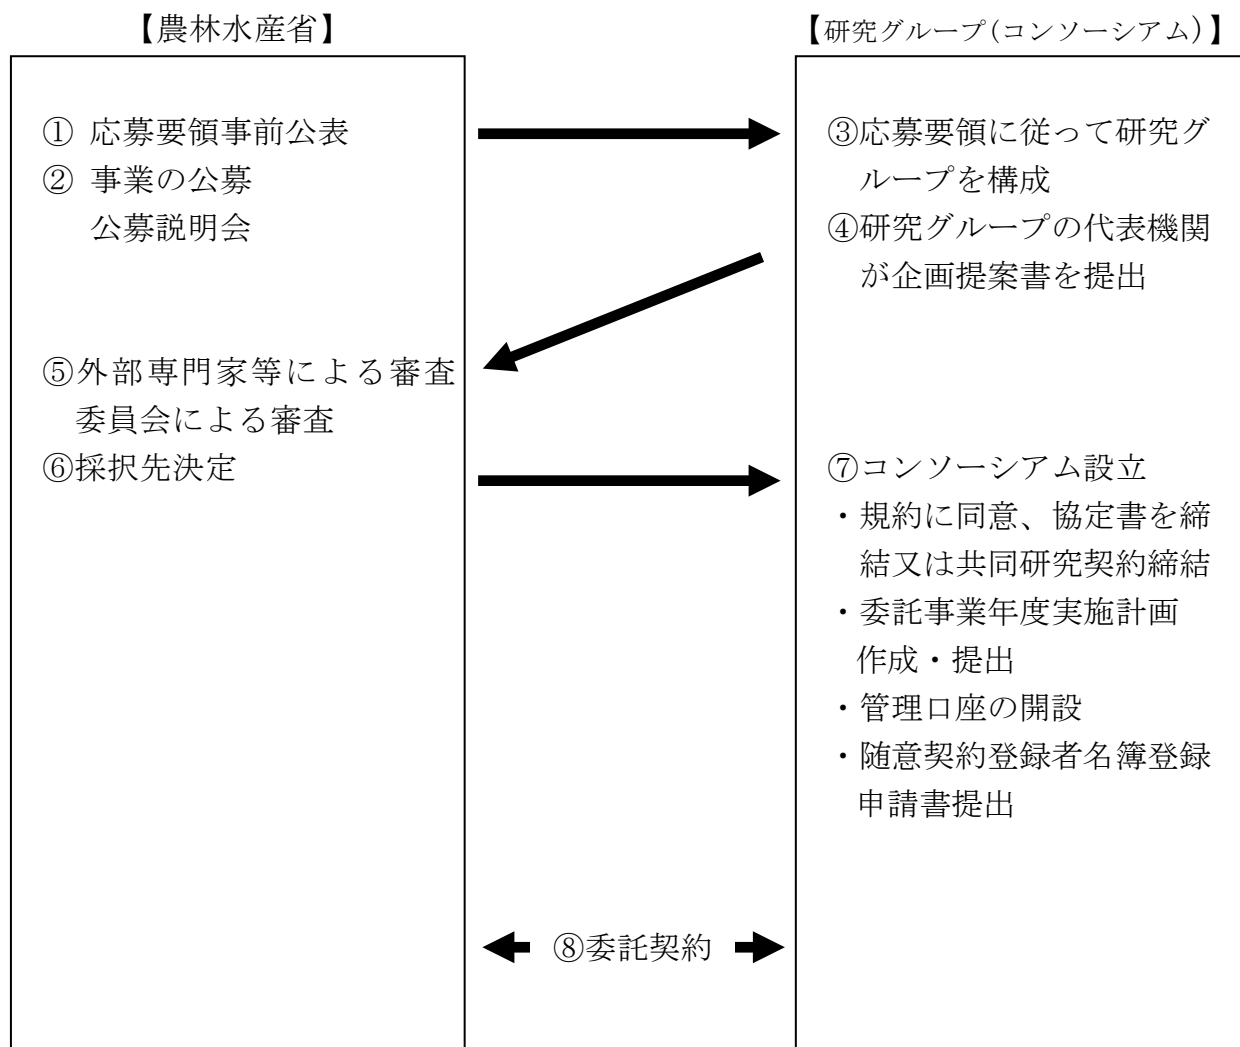 【農林水産省】
① 応募要領事前公表
② 事業の公募
公募説明会
⑤外部専門家等による審査
委員会による審査
⑥採択先決定
【研究グループ(コンソーシアム)】
③応募要領に従って研究グ
ループを構成
④研究グループの代表機関
が企画提案書を提出
⑦コンソーシアム設立
・規約に同意、協定書を締
結又は共同研究契約締結
・委託事業年度実施計画
作成・提出
・管理口座の開設
・随意契約登録者名簿登録
申請書提出
⑧委託契約